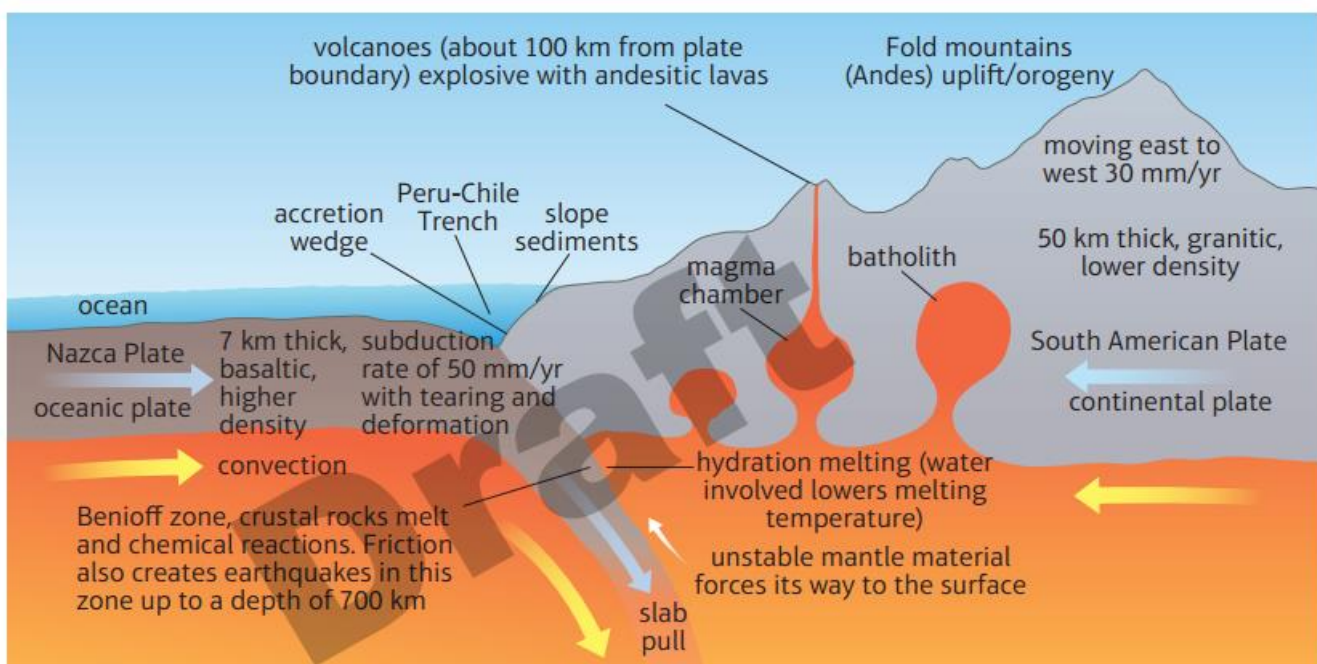 volcanoes (about 100 km from plate
boundary) explosive with andesitic lavas
Fold mountains
(Andes) uplift/orogeny
moving east to
west 30 mm/yr
Peru-Chile
Trench
accretion
wedge
slope
sediments
50 km thick, granitic,
lower density
magma
chamber
batholith
ocean
Nazca Plate
oceanic plate
7 km thick,
basaltic,
higher
density
subduction
rate of 50 mm/yr
with tearing and
deformation
South American Plate
continental plate
convection
hydration melting (water
involved lowers melting
temperature)
Benioff zone, crustal rocks melt
and chemical reactions. Friction
also creates earthquakes in this
zone up to a depth of 700 km
unstable mantle material
forces its way to the surface
slab
pull
Draft